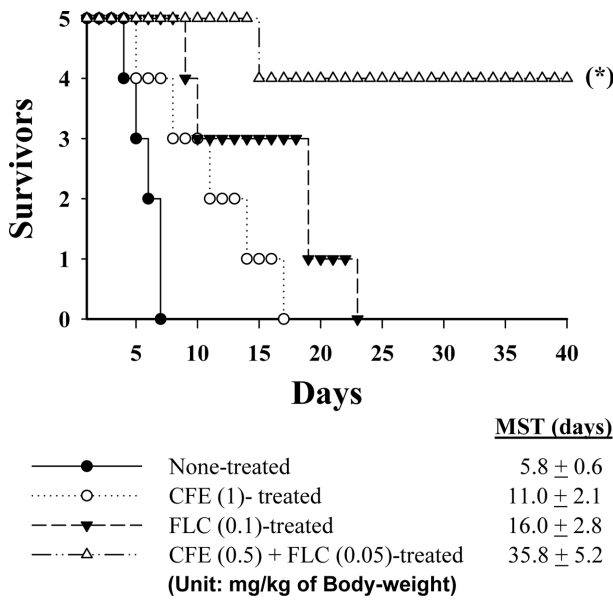 5
4
3
2
1
0
Survivors
(*)
5 10 15 20 25 30 35 40
Days
MST (days)
None-treated 5.8 ± 0.6
CFE (1)- treated 11.0 ± 2.1
FLC (0.1)-treated 16.0 ± 2.8
CFE (0.5) + FLC (0.05)-treated 35.8 ± 5.2
(Unit: mg/kg of Body-weight)